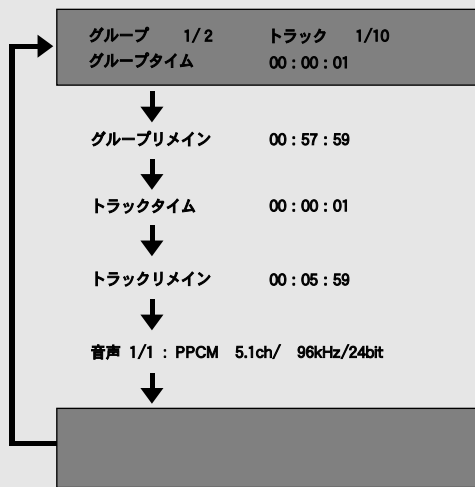 グループ 1/2 トラック 1/10
グループタイム 00:00:01
グループリメイン 00:57:59
トラックタイム 00:00:01
トラックリメイン 00:05:59
音声 1/1 : PPCM 5.1ch/ 96kHz/24bit